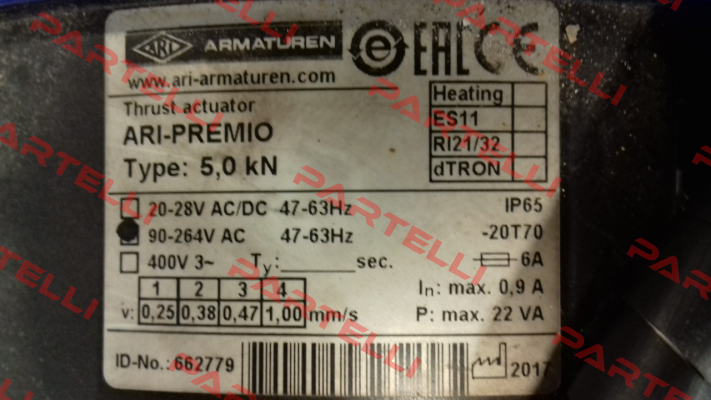 ARI ARMATUREN
EAC CE
www.ari-armaturen.com
Thrust actuator
ARI-PREMIO
Type: 5,0 kN
Heating
ES11
RI21/32
dTRON
20-28V AC/DC 47-63Hz IP65
90-264V AC 47-63Hz -20T70
400V 3~ Ty:______ sec. 6A
1 2 3 4 In: max. 0,9 A
v: 0,25 0,38 0,47 1,00 mm/s P: max. 22 VA
ID-No.: 662779 2017
PARTELLI